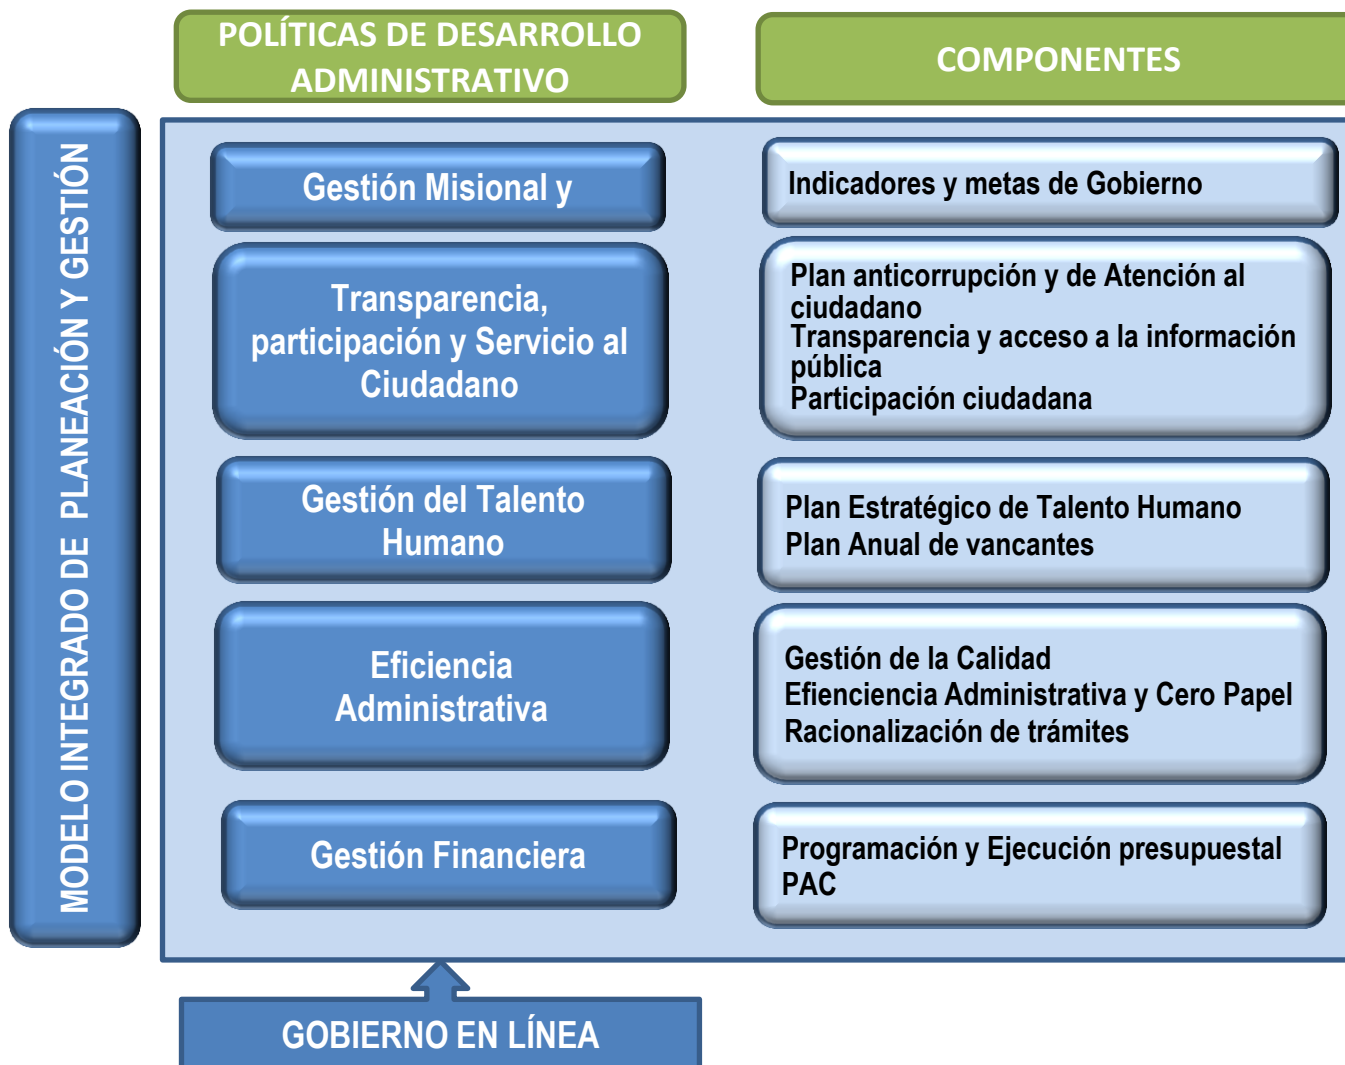 POLÍTICAS DE DESARROLLO
ADMINISTRATIVO
COMPONENTES
MODELO INTEGRADO DE PLANEACIÓN Y GESTIÓN
Gestión Misional y
Indicadores y metas de Gobierno
Transparencia,
participación y Servicio al
Ciudadano
Plan anticorrupción y de Atención al
ciudadano
Transparencia y acceso a la información
pública
Participación ciudadana
Gestión del Talento
Humano
Plan Estratégico de Talento Humano
Plan Anual de vancantes
Eficiencia
Administrativa
Gestión de la Calidad
Efienciencia Administrativa y Cero Papel
Racionalización de trámites
Gestión Financiera
Programación y Ejecución presupuestal
PAC
GOBIERNO EN LÍNEA